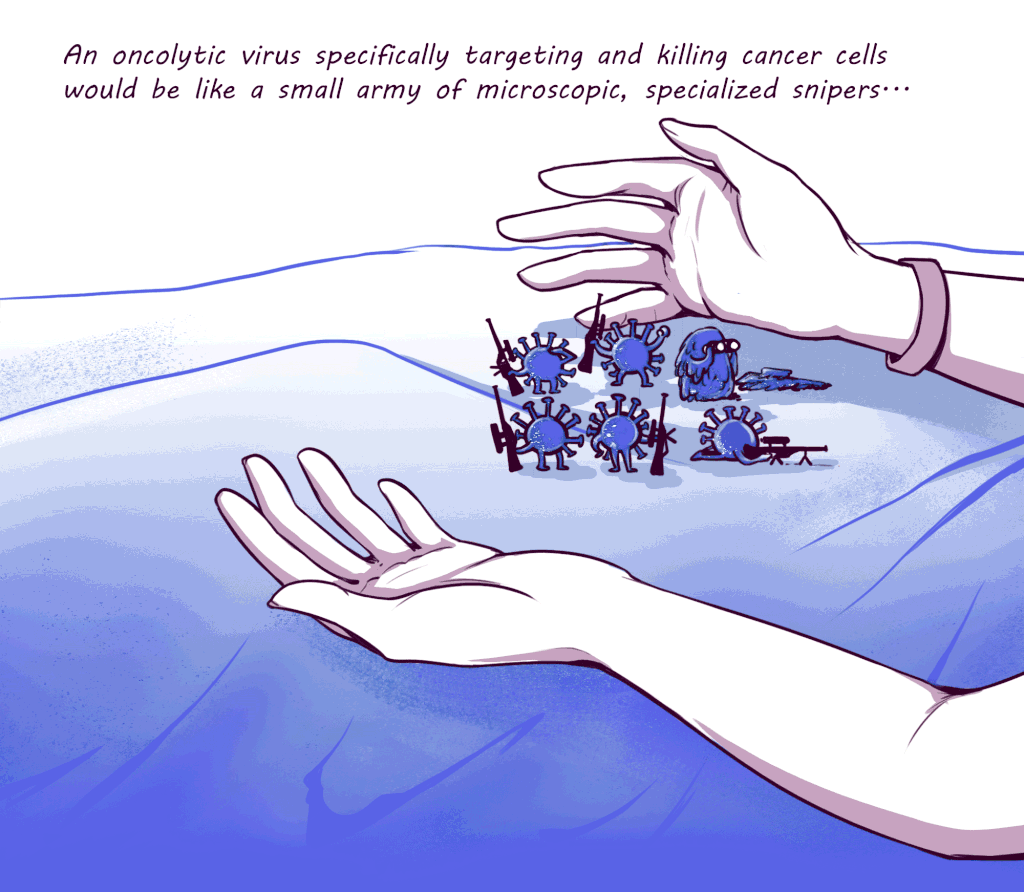 An oncolytic virus specifically targeting and killing cancer cells
would be like a small army of microscopic, specialized snipers...